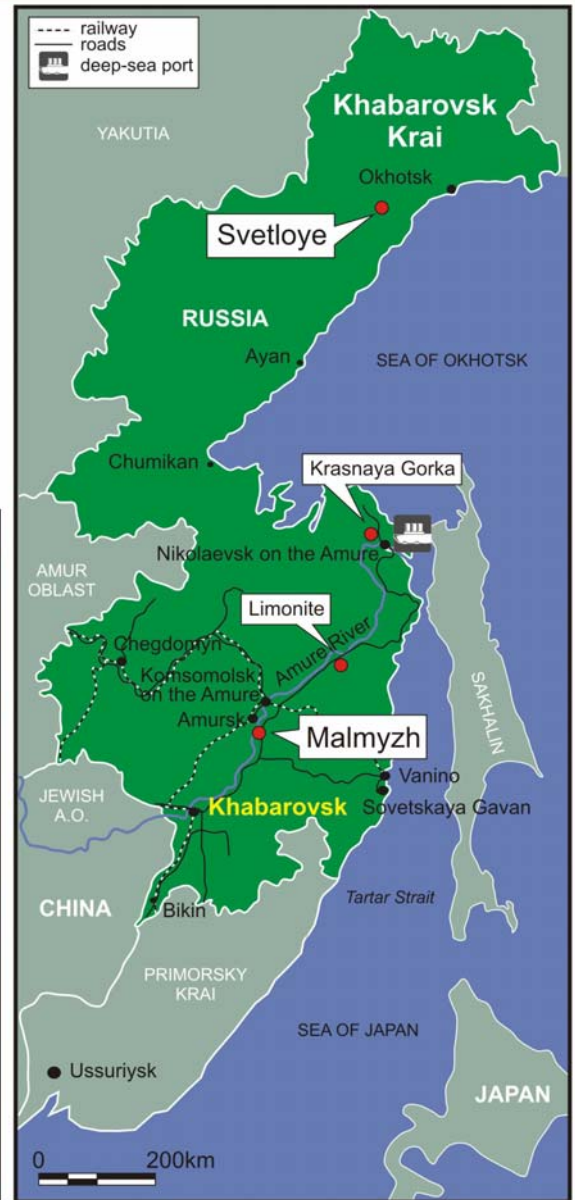 railway
roads
deep-sea port
Khabarovsk
Krai
YAKUTIA
Okhotsk
Svetloye
RUSSIA
Ayan
SEA OF OKHOTSK
Chumikan
Krasnaya Gorka
Nikolaevsk on the Amure
AMUR
OBLAST
Limonite
Amure River
Chegdomyn
Komsomolsk
on the Amure
Amursk
SAKHALIN
Malmyzh
Vanino
JEWISH
A.O.
Khabarovsk
Sovetskaya Gavan
Tartar Strait
CHINA
Bikin
PRIMORSKY
KRAI
SEA OF JAPAN
Ussuriysk
JAPAN
0 200km